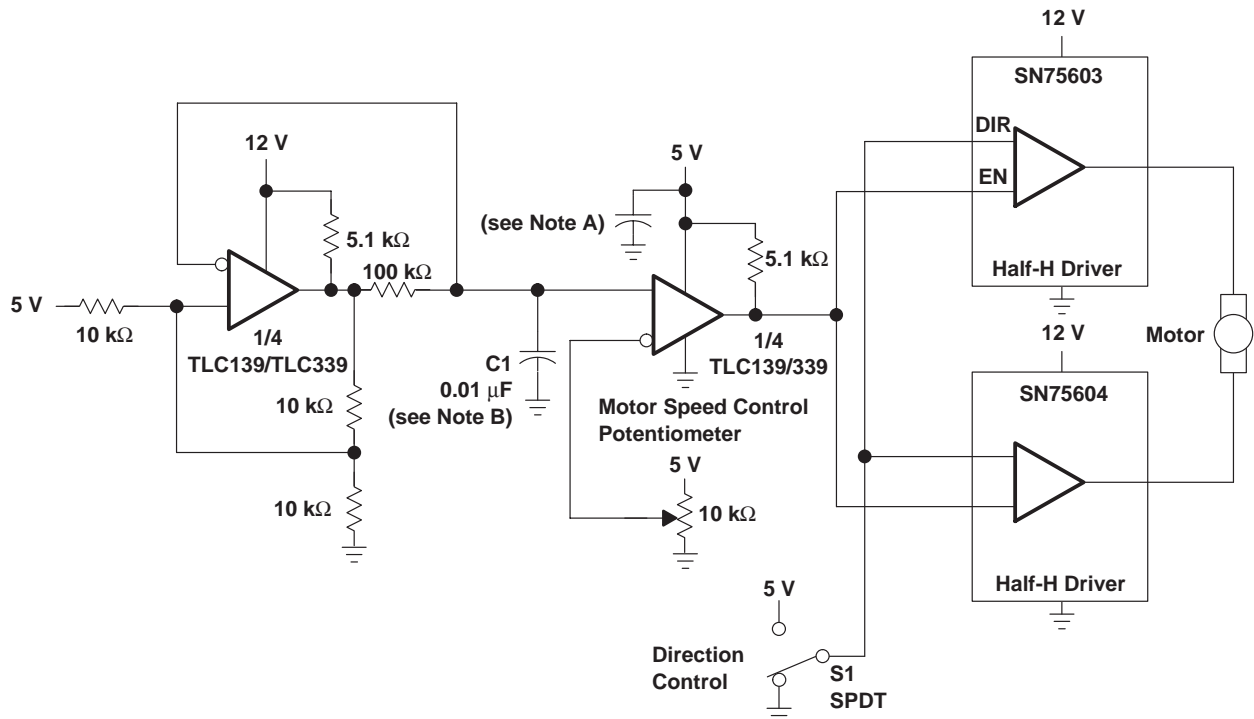 12 V
SN75603
DIR
EN
Half-H Driver
12 V
5.1 kΩ
100 kΩ
5 V
10 kΩ
1/4
TLC139/TLC339
10 kΩ
10 kΩ
C1
0.01 μF
(see Note B)
5 V
(see Note A)
5.1 kΩ
1/4
TLC139/339
Motor Speed Control
Potentiometer
5 V
10 kΩ
12 V
SN75604
Half-H Driver
Motor
5 V
Direction
Control
S1
SPDT